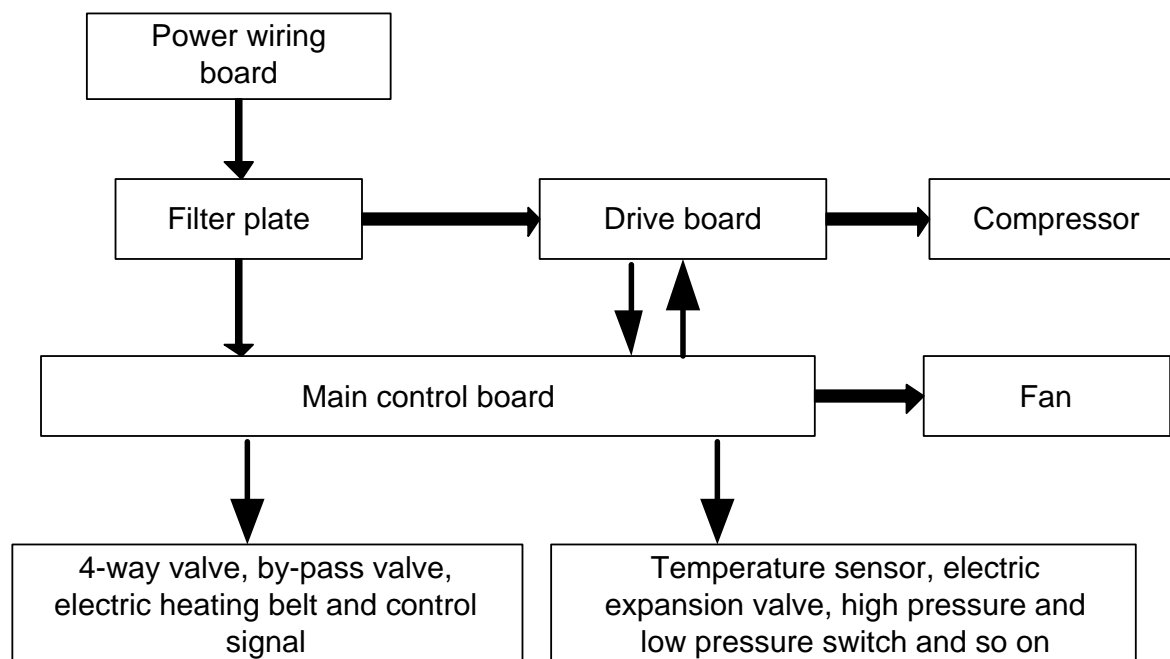 Power wiring
board
Filter plate
Drive board
Compressor
Main control board
Fan
4-way valve, by-pass valve,
electric heating belt and control
signal
Temperature sensor, electric
expansion valve, high pressure and
low pressure switch and so on